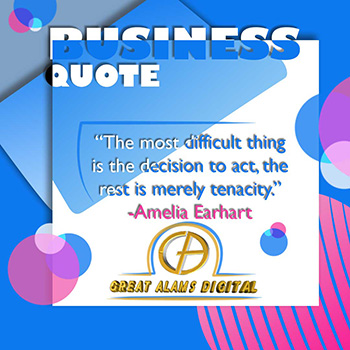 BUSINESS
QUOTE
“The most difficult thing
is the decision to act, the
rest is merely tenacity.”
-Amelia Earhart
GREAT ALAMS DIGITAL